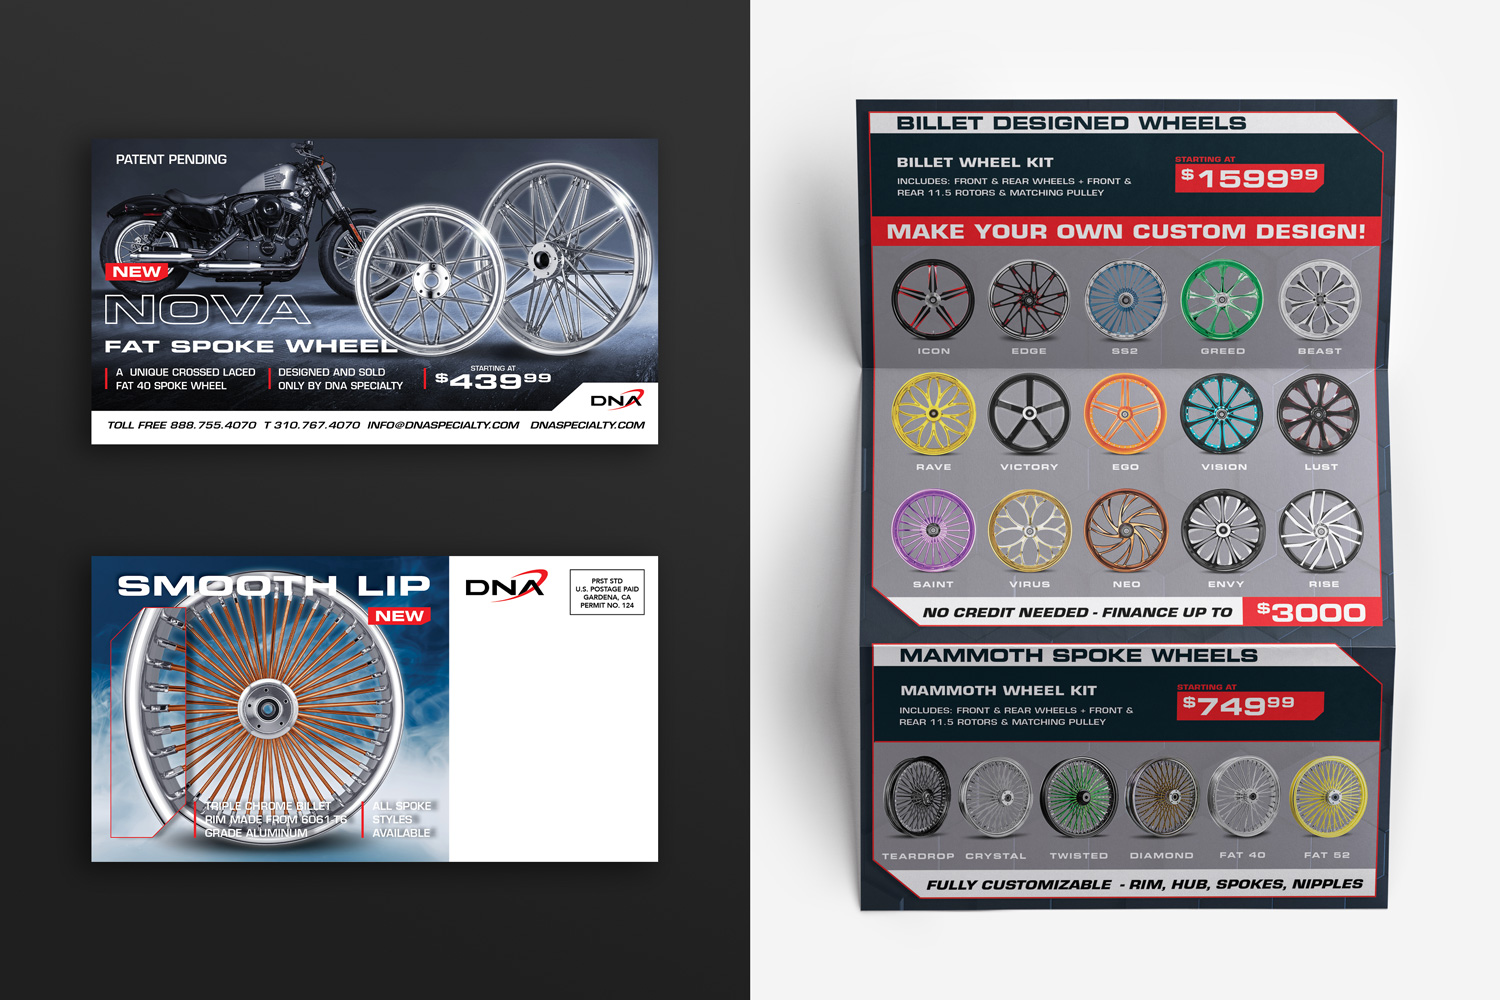 PATENT PENDING
NEW
NOVA
FAT SPOKE WHEEL
A UNIQUE CROSSED LACED
FAT 40 SPOKE WHEEL
DESIGNED AND SOLD
ONLY BY DNA SPECIALTY
STARTING AT
$439.99
DNA
TOLL FREE 888.755.4070 T 310.767.4070 INFO@DNASPECIALTY.COM DNASPECIALTY.COM
SMOOTH LIP
NEW
TRIPLE CHROME BILLET
RIM MADE FROM 6061 T6
GRADE ALUMINUM
ALL SPOKE
STYLES
AVAILABLE
DNA
PRST STD
U.S. POSTAGE PAID
GARDENA, CA
PERMIT NO. 124
BILLET DESIGNED WHEELS
BILLET WHEEL KIT
INCLUDES: FRONT & REAR WHEELS + FRONT &
REAR 11.5 ROTORS & MATCHING PULLEY
STARTING AT
$159999
MAKE YOUR OWN CUSTOM DESIGN!
ICON EDGE SS2 GREED BEAST
RAVE VICTORY EGO VISION LUST
SAINT VIRUS NEO ENVY RISE
NO CREDIT NEEDED - FINANCE UP TO $3000
MAMMOTH SPOKE WHEELS
MAMMOTH WHEEL KIT
INCLUDES: FRONT & REAR WHEELS + FRONT &
REAR 11.5 ROTORS & MATCHING PULLEY
STARTING AT
$74999
TEARDROP CRYSTAL TWISTED DIAMOND FAT 40 FAT 52
FULLY CUSTOMIZABLE - RIM, HUB, SPOKES, NIPPLES